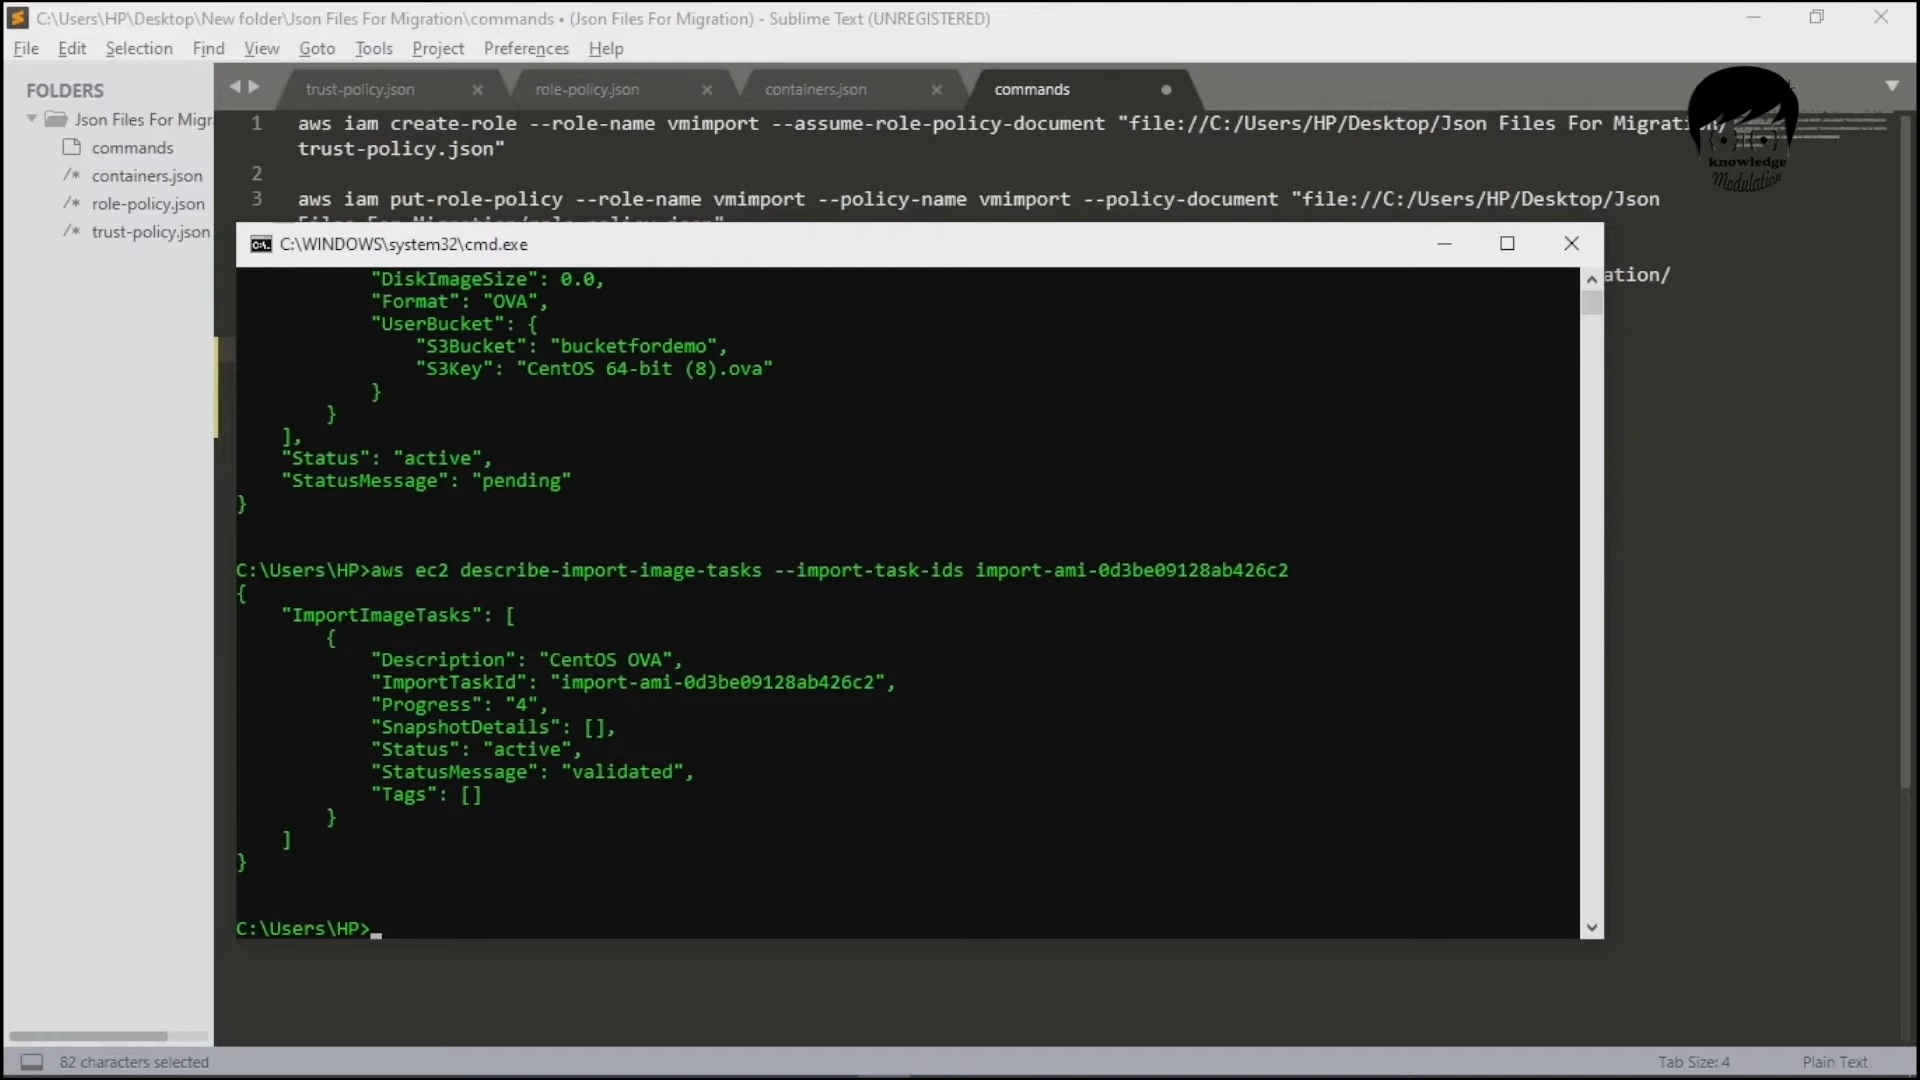 C:\Users\HP\Desktop\New folder\Json Files For Migration\commands • (Json Files For Migration) - Sublime Text (UNREGISTERED)
File Edit Selection Find View Goto Tools Project Preferences Help
FOLDERS
Json Files For Migr
commands
/* containers.json
/* role-policy.json
/* trust-policy.json
trust-policy.json
role-policy.json
containers.json
commands
1 aws iam create-role --role-name vmimport --assume-role-policy-document "file://C:/Users/HP/Desktop/Json Files For Migration/
trust-policy.json"
2
3 aws iam put-role-policy --role-name vmimport --policy-name vmimport --policy-document "file://C:/Users/HP/Desktop/Json
Files For Migration/role-policy.json"
ation/
knowledge
Modulation
C:\WINDOWS\system32\cmd.exe
"DiskImageSize": 0.0,
"Format": "OVA",
"UserBucket": {
"S3Bucket": "bucketfordemo",
"S3Key": "CentOS 64-bit (8).ova"
}
}
],
"Status": "active",
"StatusMessage": "pending"
}
C:\Users\HP>aws ec2 describe-import-image-tasks --import-task-ids import-ami-0d3be09128ab426c2
{
"ImportImageTasks": [
{
"Description": "CentOS OVA",
"ImportTaskId": "import-ami-0d3be09128ab426c2",
"Progress": "4",
"SnapshotDetails": [],
"Status": "active",
"StatusMessage": "validated",
"Tags": []
}
]
}
C:\Users\HP>
82 characters selected
Tab Size: 4
Plain Text